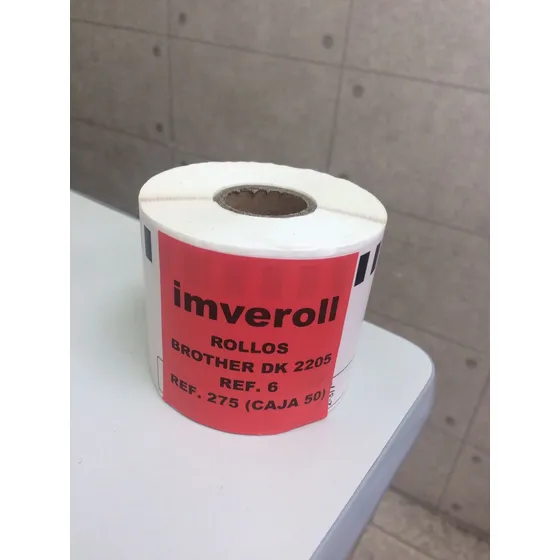 imveroll
ROLLOS
BROTHER DK 2205
REF. 6
REF. 275 (CAJA 50)